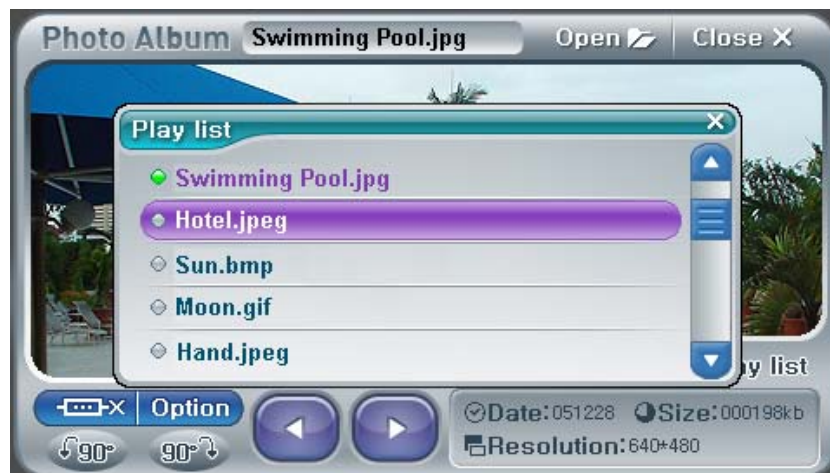 Photo Album Swimming Pool.jpg Open Close X
Play list
Swimming Pool.jpg
Hotel.jpeg
Sun.bmp
Moon.gif
Hand.jpeg
y list
Option
Date:051228 Size:000198kb
90° 90°
Resolution:640*480